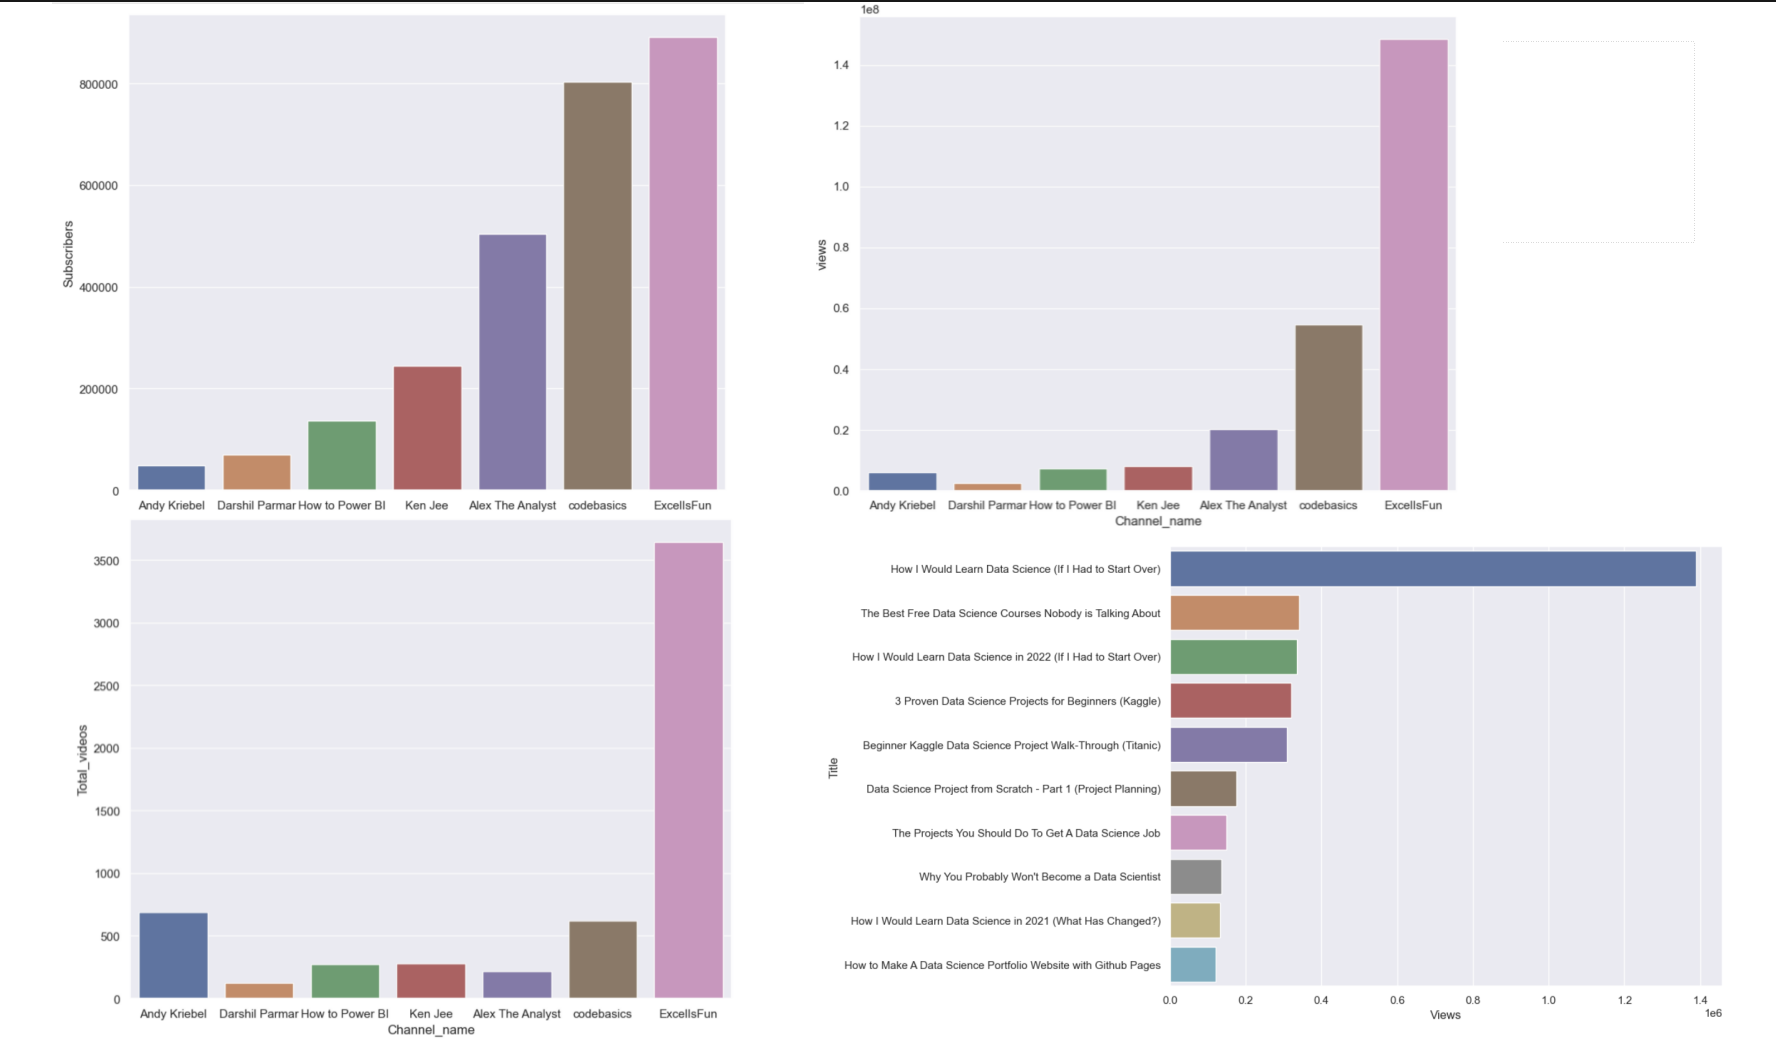 800000
600000
400000
200000
0
Subscribers
Andy Kriebel Darshil Parmar How to Power BI Ken Jee Alex The Analyst codebasics ExcelIsFun
1e8
1.4
1.2
1.0
0.8
0.6
0.4
0.2
0.0
views
Andy Kriebel Darshil Parmar How to Power BI Ken Jee Alex The Analyst codebasics ExcelIsFun
Channel_name
3500
3000
2500
2000
1500
1000
500
0
Total_videos
Andy Kriebel Darshil Parmar How to Power BI Ken Jee Alex The Analyst codebasics ExcelIsFun
Channel_name
Title
How I Would Learn Data Science (If I Had to Start Over)
The Best Free Data Science Courses Nobody is Talking About
How I Would Learn Data Science in 2022 (If I Had to Start Over)
3 Proven Data Science Projects for Beginners (Kaggle)
Beginner Kaggle Data Science Project Walk-Through (Titanic)
Data Science Project from Scratch - Part 1 (Project Planning)
The Projects You Should Do To Get A Data Science Job
Why You Probably Won't Become a Data Scientist
How I Would Learn Data Science in 2021 (What Has Changed?)
How to Make A Data Science Portfolio Website with Github Pages
0.0 0.2 0.4 0.6 0.8 1.0 1.2 1.4
Views
1e6